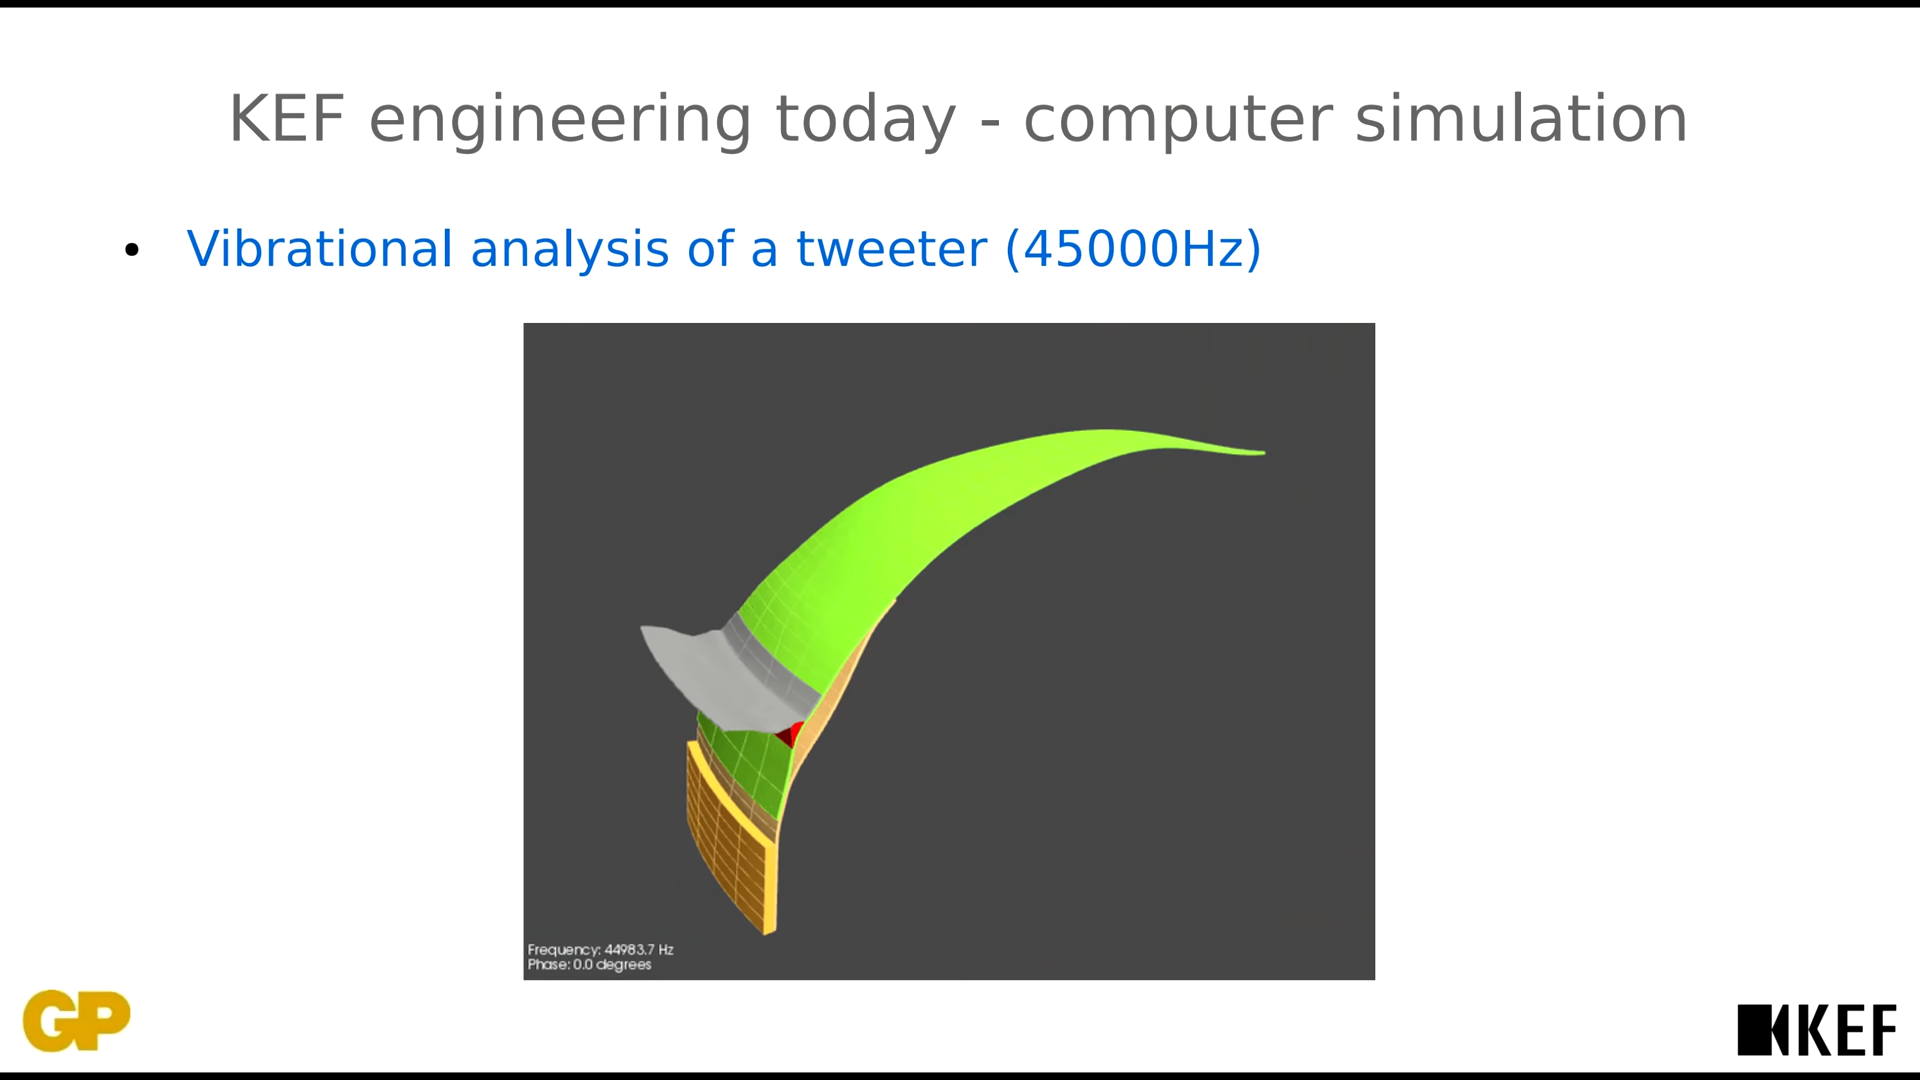 KEF engineering today - computer simulation
• Vibrational analysis of a tweeter (45000Hz)
Frequency: 44983.7 Hz
Phase: 0.0 degrees
GP
KEF